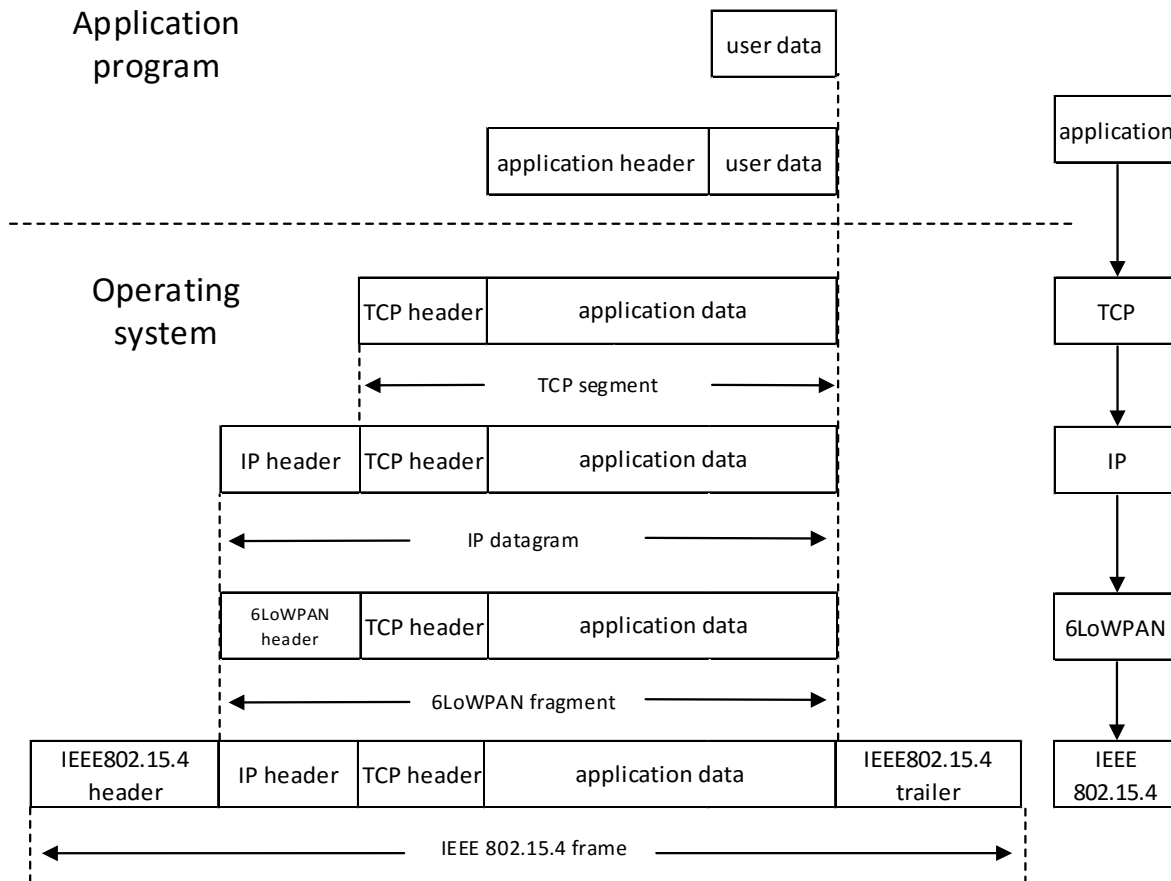 Application
program
user data
application header
user data
application
Operating
system
TCP header
application data
TCP
TCP segment
IP header
TCP header
application data
IP
IP datagram
6LoWPAN
header
TCP header
application data
6LoWPAN
6LoWPAN fragment
IEEE802.15.4
header
IP header
TCP header
application data
IEEE802.15.4
trailer
IEEE
802.15.4
IEEE 802.15.4 frame